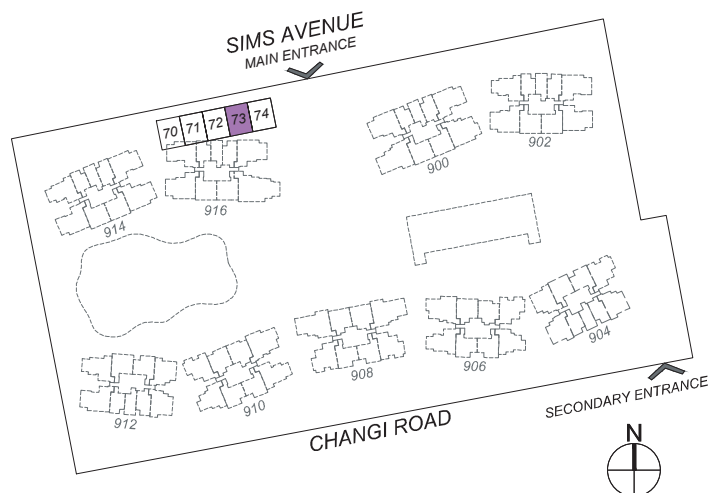 SIMS AVENUE
MAIN ENTRANCE
70 71 72 73 74
902
900
916
914
904
908
906
910
912
SECONDARY ENTRANCE
CHANGI ROAD
N